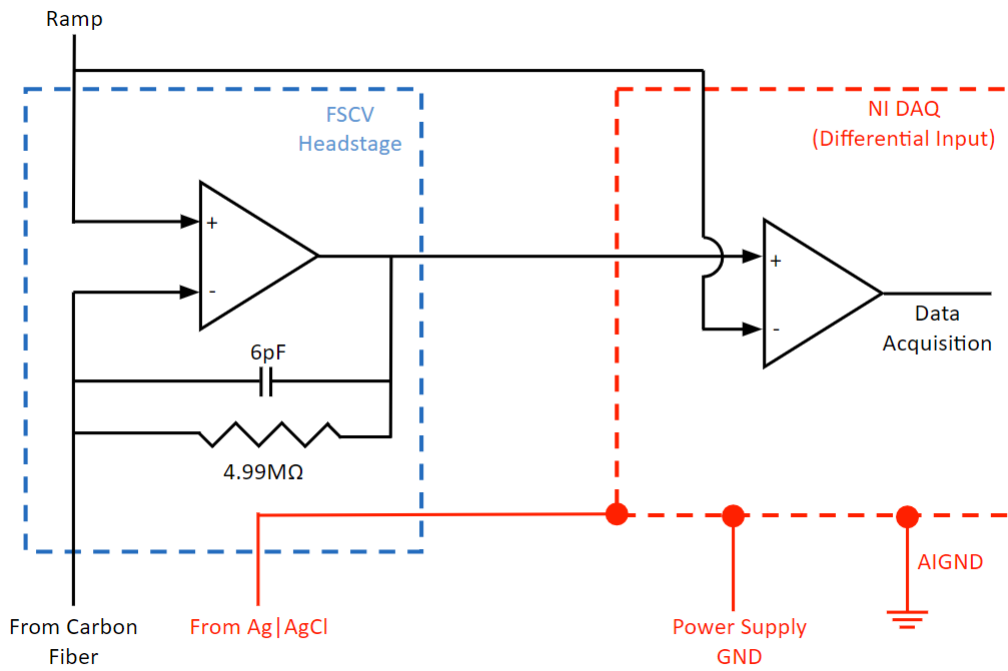 Ramp
FSCV
Headstage
NI DAQ
(Differential Input)
+
-
+
-
Data
Acquisition
6pF
4.99MΩ
AIGND
From Carbon
Fiber
From Ag|AgCl
Power Supply
GND